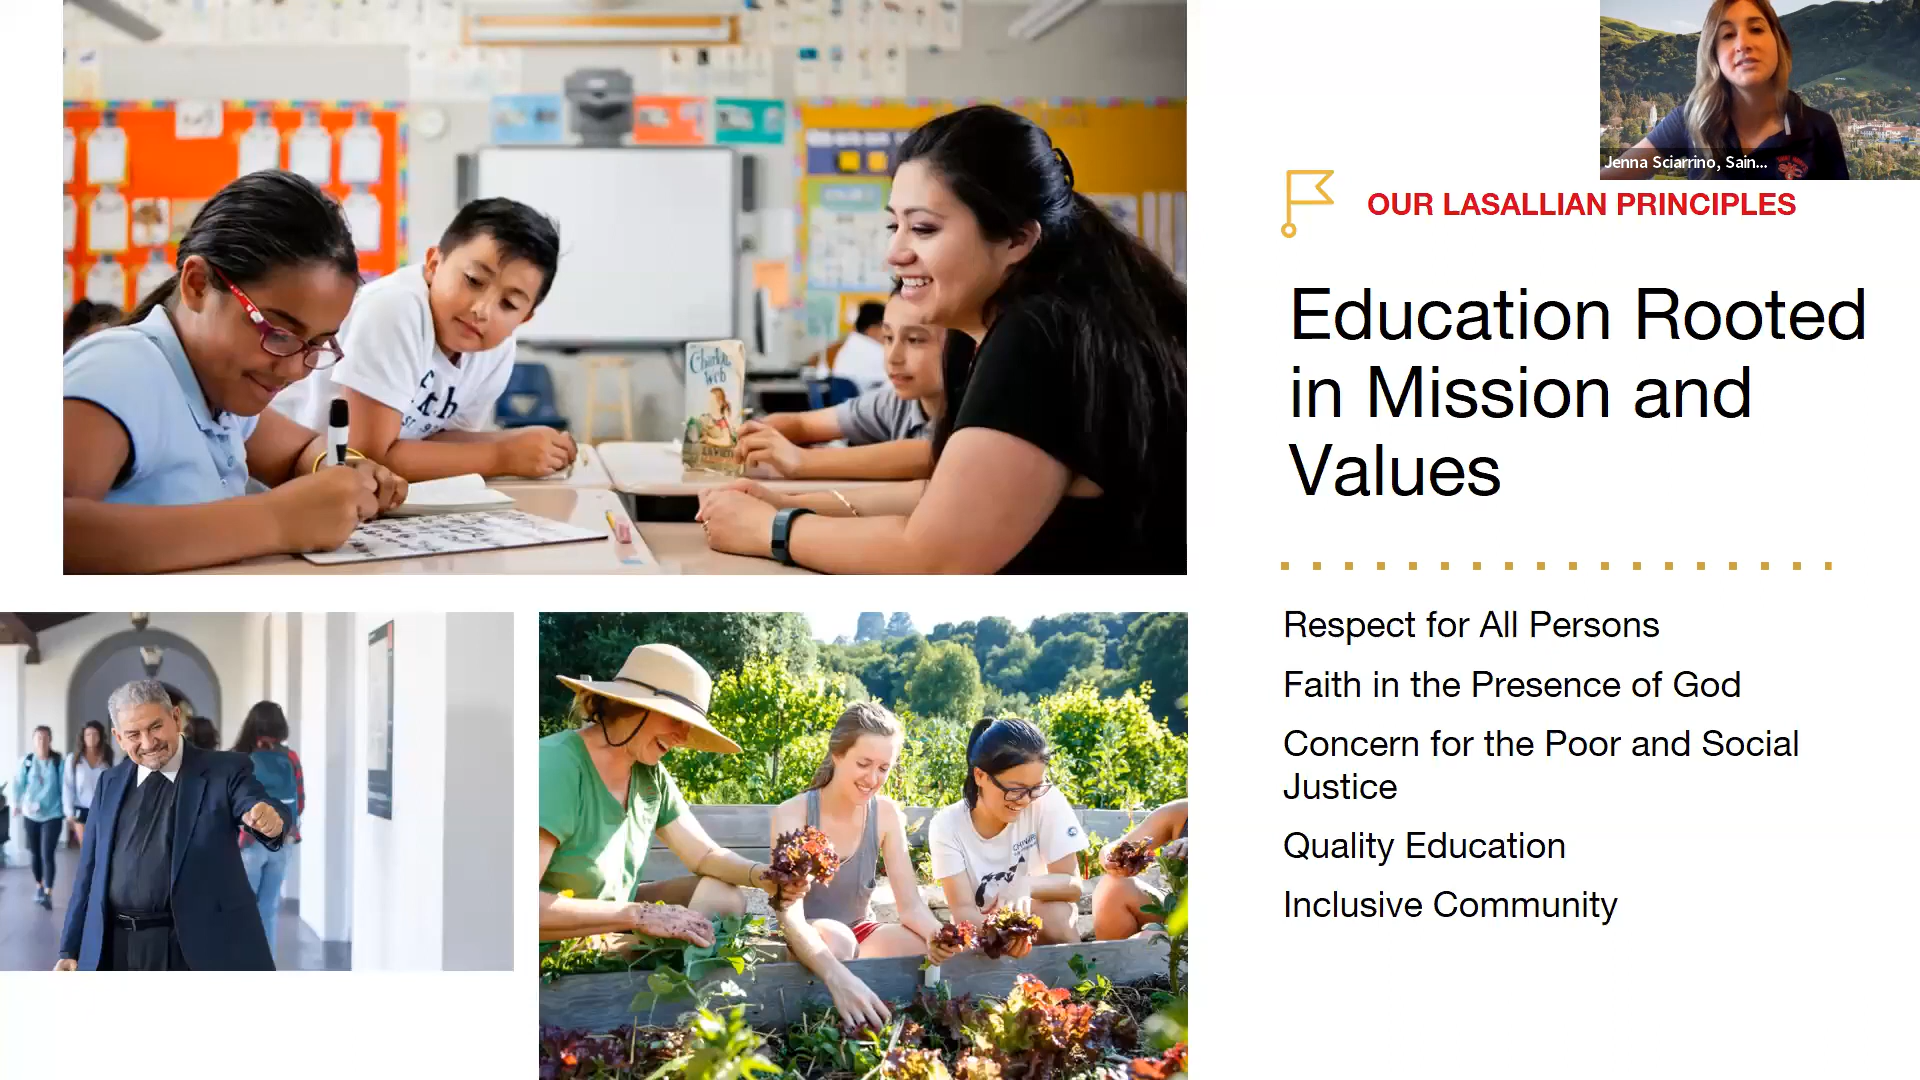 Jenna Sciarrino, Sain...
OUR LASALLIAN PRINCIPLES
Education Rooted
in Mission and
Values
Respect for All Persons
Faith in the Presence of God
Concern for the Poor and Social
Justice
Quality Education
Inclusive Community
Charlotte's
Web